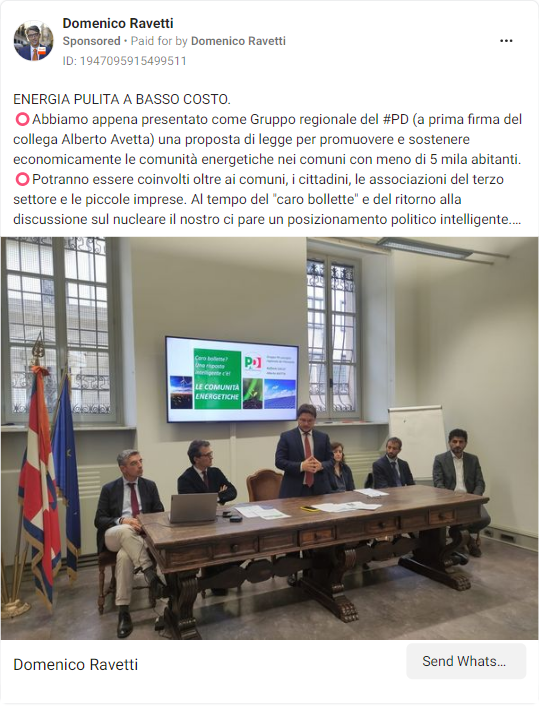 Domenico Ravetti
Sponsored • Paid for by Domenico Ravetti
ID: 1947095915499511
ENERGIA PULITA A BASSO COSTO.
⭕Abbiamo appena presentato come Gruppo regionale del #PD (a prima firma del
collega Alberto Avetta) una proposta di legge per promuovere e sostenere
economicamente le comunità energetiche nei comuni con meno di 5 mila abitanti.
⭕Potranno essere coinvolti oltre ai comuni, i cittadini, le associazioni del terzo
settore e le piccole imprese. Al tempo del "caro bollette" e del ritorno alla
discussione sul nucleare il nostro ci pare un posizionamento politico intelligente....
Caro bollette?
Una risposta
intelligente c'è!
LE COMUNITÀ
ENERGETICHE
PD
Domenico Ravetti
Send Whats...